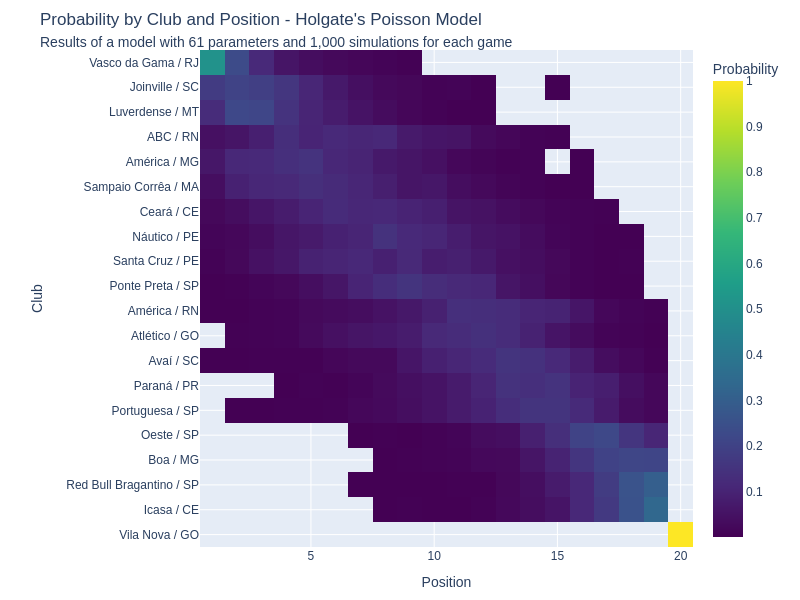 Probability by Club and Position - Holgate's Poisson Model
Results of a model with 61 parameters and 1,000 simulations for each game
Probability
Vasco da Gama / RJ
Joinville / SC
Luverdense / MT
ABC / RN
América / MG
Sampaio Corrêa / MA
Ceará / CE
Náutico / PE
Santa Cruz / PE
Ponte Preta / SP
América / RN
Atlético / GO
Avaí / SC
Paraná / PR
Portuguesa / SP
Oeste / SP
Boa / MG
Red Bull Bragantino / SP
Icasa / CE
Vila Nova / GO
Club
5
10
15
20
Position
1
0.9
0.8
0.7
0.6
0.5
0.4
0.3
0.2
0.1